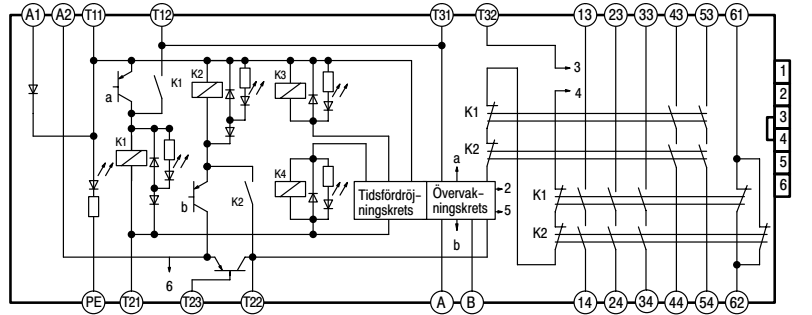 A1 A2 T11 T12 T31 T32 13 23 33 43 53 61
a K1 K2 K3 3 4
K1 K1
K2
K4 a
b K2 Tidsfördröj-
ningskrets Övervak-
ningskrets 2
5
K1
K2
b
6
PE T21 T23 T22 A B 14 24 34 44 54 62
1
2
3
4
5
6